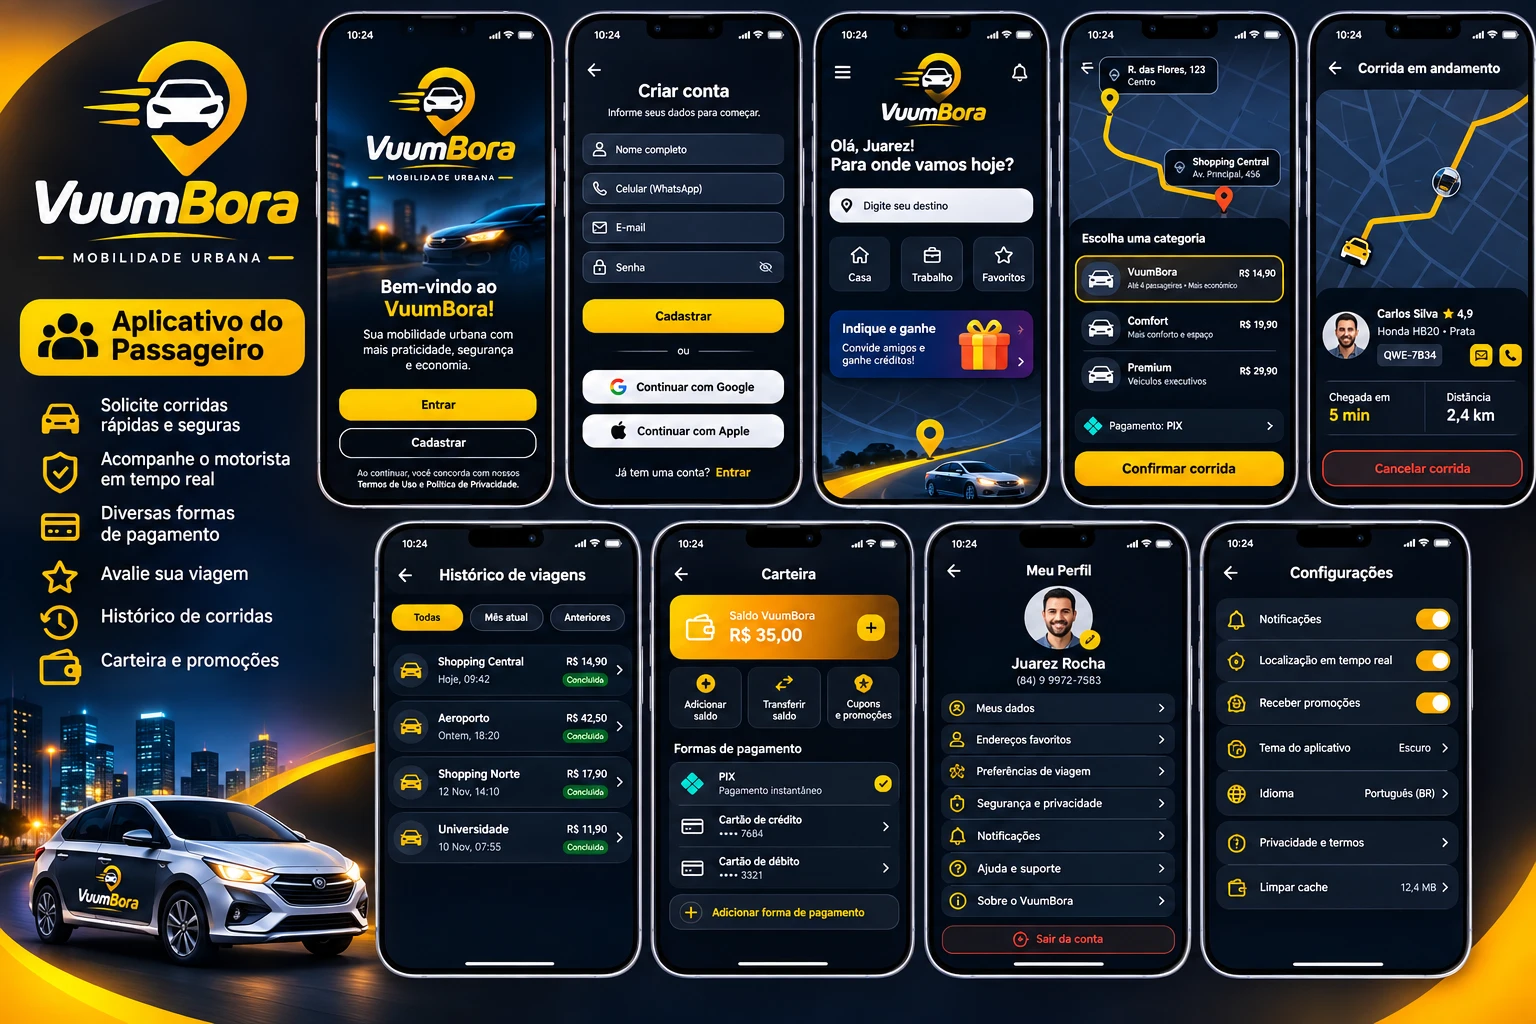 VuumBora
MOBILIDADE URBANA
Aplicativo do
Passageiro
Solicite corridas
rápidas e seguras
Acompanhe o motorista
em tempo real
Diversas formas
de pagamento
Avalie sua viagem
Histórico de corridas
Carteira e promoções
VuumBora
10:24
VuumBora
MOBILIDADE URBANA
Bem-vindo ao
VuumBora!
Sua mobilidade urbana com
mais praticidade, segurança
e economia.
Entrar
Cadastrar
Ao continuar, você concorda com nossos
Termos de Uso e Política de Privacidade.
10:24
Criar conta
Informe seus dados para começar.
Nome completo
Celular (WhatsApp)
E-mail
Senha
Cadastrar
ou
Continuar com Google
Continuar com Apple
Já tem uma conta? Entrar
10:24
VuumBora
Olá, Juarez!
Para onde vamos hoje?
Digite seu destino
Casa
Trabalho
Favoritos
Indique e ganhe
Convide amigos e
ganhe créditos!
10:24
R. das Flores, 123
Centro
Shopping Central
Av. Principal, 456
Escolha uma categoria
VuumBora
R$ 14,90
Até 4 passageiros • Mais econômico
Comfort
R$ 19,90
Mais conforto e espaço
Premium
R$ 29,90
Veículos executivos
Pagamento: PIX
Confirmar corrida
10:24
Corrida em andamento
Carlos Silva ★ 4,9
Honda HB20 • Prata
QWE-7B34
Chegada em
5 min
Distância
2,4 km
Cancelar corrida
10:24
Histórico de viagens
Todas
Mês atual
Anteriores
Shopping Central
R$ 14,90
Hoje, 09:42
Concluída
Aeroporto
R$ 42,50
Ontem, 18:20
Concluída
Shopping Norte
R$ 17,90
12 Nov, 14:10
Concluída
Universidade
R$ 11,90
10 Nov, 07:55
Concluída
10:24
Carteira
Saldo VuumBora
R$ 35,00
Adicionar
saldo
Transferir
saldo
Cupons
e promoções
Formas de pagamento
PIX
Pagamento instantâneo
Cartão de crédito
•••• 7684
Cartão de débito
•••• 3321
Adicionar forma de pagamento
10:24
Meu Perfil
Juarez Rocha
(84) 9 9972-7583
Meus dados
Endereços favoritos
Preferências de viagem
Segurança e privacidade
Notificações
Ajuda e suporte
Sobre o VuumBora
Sair da conta
10:24
Configurações
Notificações
Localização em tempo real
Receber promoções
Tema do aplicativo
Escuro
Idioma
Português (BR)
Privacidade e termos
Limpar cache
12,4 MB